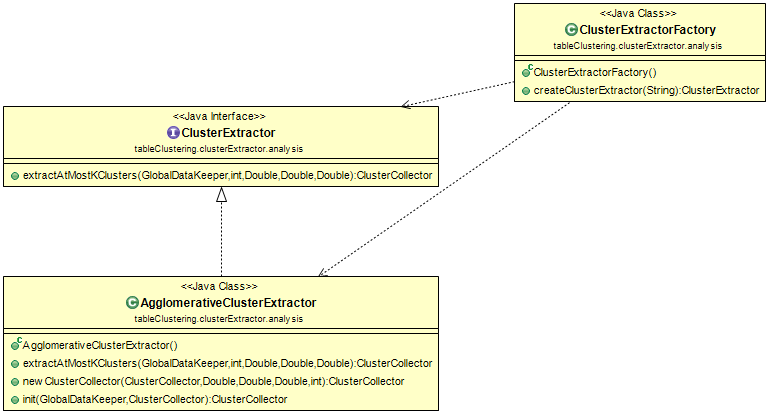 <<Java Class>>
ClusterExtractorFactory
tableClustering.clusterExtractor.analysis
ClusterExtractorFactory()
createClusterExtractor(String):ClusterExtractor
<<Java Interface>>
ClusterExtractor
tableClustering.clusterExtractor.analysis
extractAtMostKClusters(GlobalDataKeeper,int,Double,Double,Double):ClusterCollector
<<Java Class>>
AgglomerativeClusterExtractor
tableClustering.clusterExtractor.analysis
AgglomerativeClusterExtractor()
extractAtMostKClusters(GlobalDataKeeper,int,Double,Double,Double):ClusterCollector
new ClusterCollector(ClusterCollector,Double,Double,Double,int):ClusterCollector
init(GlobalDataKeeper,ClusterCollector):ClusterCollector